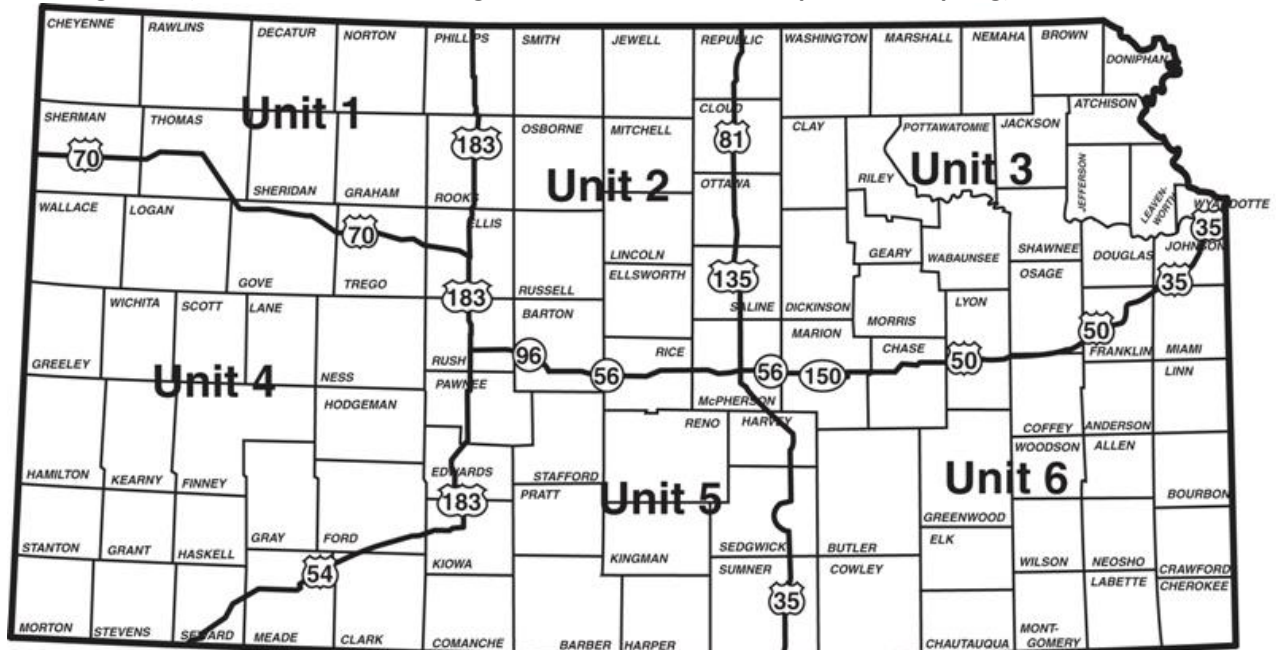 CHEYENNE
RAWLINS
DECATUR
NORTON
PHILLIPS
SMITH
JEWELL
REPUBLIC
WASHINGTON
MARSHALL
NEMAHA
BROWN
DONIPHAN
Unit 1
SHERMAN
THOMAS
SHERIDAN
GRAHAM
ROOKS
OSBORNE
MITCHELL
CLOUD
CLAY
RILEY
POTTAWATOMIE
JACKSON
ATCHISON
JEFFERSON
LEAVEN-
WORTH
WYANDOTTE
70
183
81
Unit 2
Unit 3
OTTAWA
WALLACE
LOGAN
GOVE
TREGO
ELLIS
RUSSELL
LINCOLN
ELLSWORTH
SALINE
DICKINSON
GEARY
WABAUNSEE
SHAWNEE
DOUGLAS
JOHNSON
OSAGE
70
183
135
35
35
WICHITA
SCOTT
LANE
GREELEY
NESS
RUSH
BARTON
RICE
MARION
MORRIS
LYON
CHASE
FRANKLIN
MIAMI
LINN
96
56
56
150
50
50
Unit 4
PAWNEE
HODGEMAN
McPHERSON
RENO
HARVEY
COFFEY
ANDERSON
WOODSON
ALLEN
HAMILTON
KEARNY
FINNEY
EDWARDS
STAFFORD
PRATT
Unit 5
Unit 6
BOURBON
183
GREENWOOD
STANTON
GRANT
HASKELL
GRAY
FORD
KIOWA
KINGMAN
SEDGWICK
SUMNER
BUTLER
COWLEY
ELK
WILSON
NEOSHO
LABETTE
CRAWFORD
CHEROKEE
54
35
MORTON
STEVENS
SEWARD
MEADE
CLARK
COMANCHE
BARBER
HARPER
CHAUTAUQUA
MONT-
GOMERY